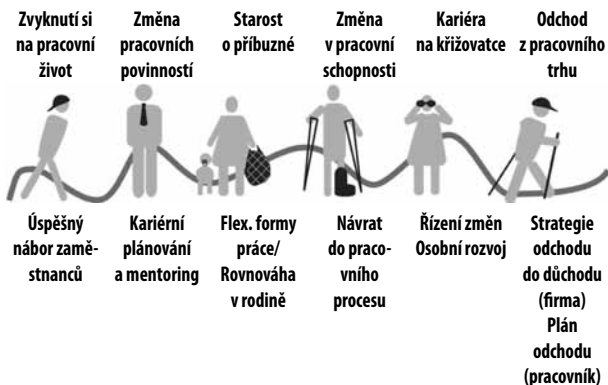 Zvyknutí si
na pracovní
život
Změna
pracovních
povinností
Starost
o příbuzné
Změna
v pracovní
schopnosti
Kariéra
na křižovatce
Odchod
z pracovního
trhu
Úspěšný
nábor zamě-
stnanců
Kariérní
plánování
a mentoring
Flex. formy
práce/
Rovnováha
v rodině
Návrat
do praco-
vního
procesu
Řízení změn
Osobní rozvoj
Strategie
odchodu
do důchodu
(firma)
Plán
odchodu
(pracovník)